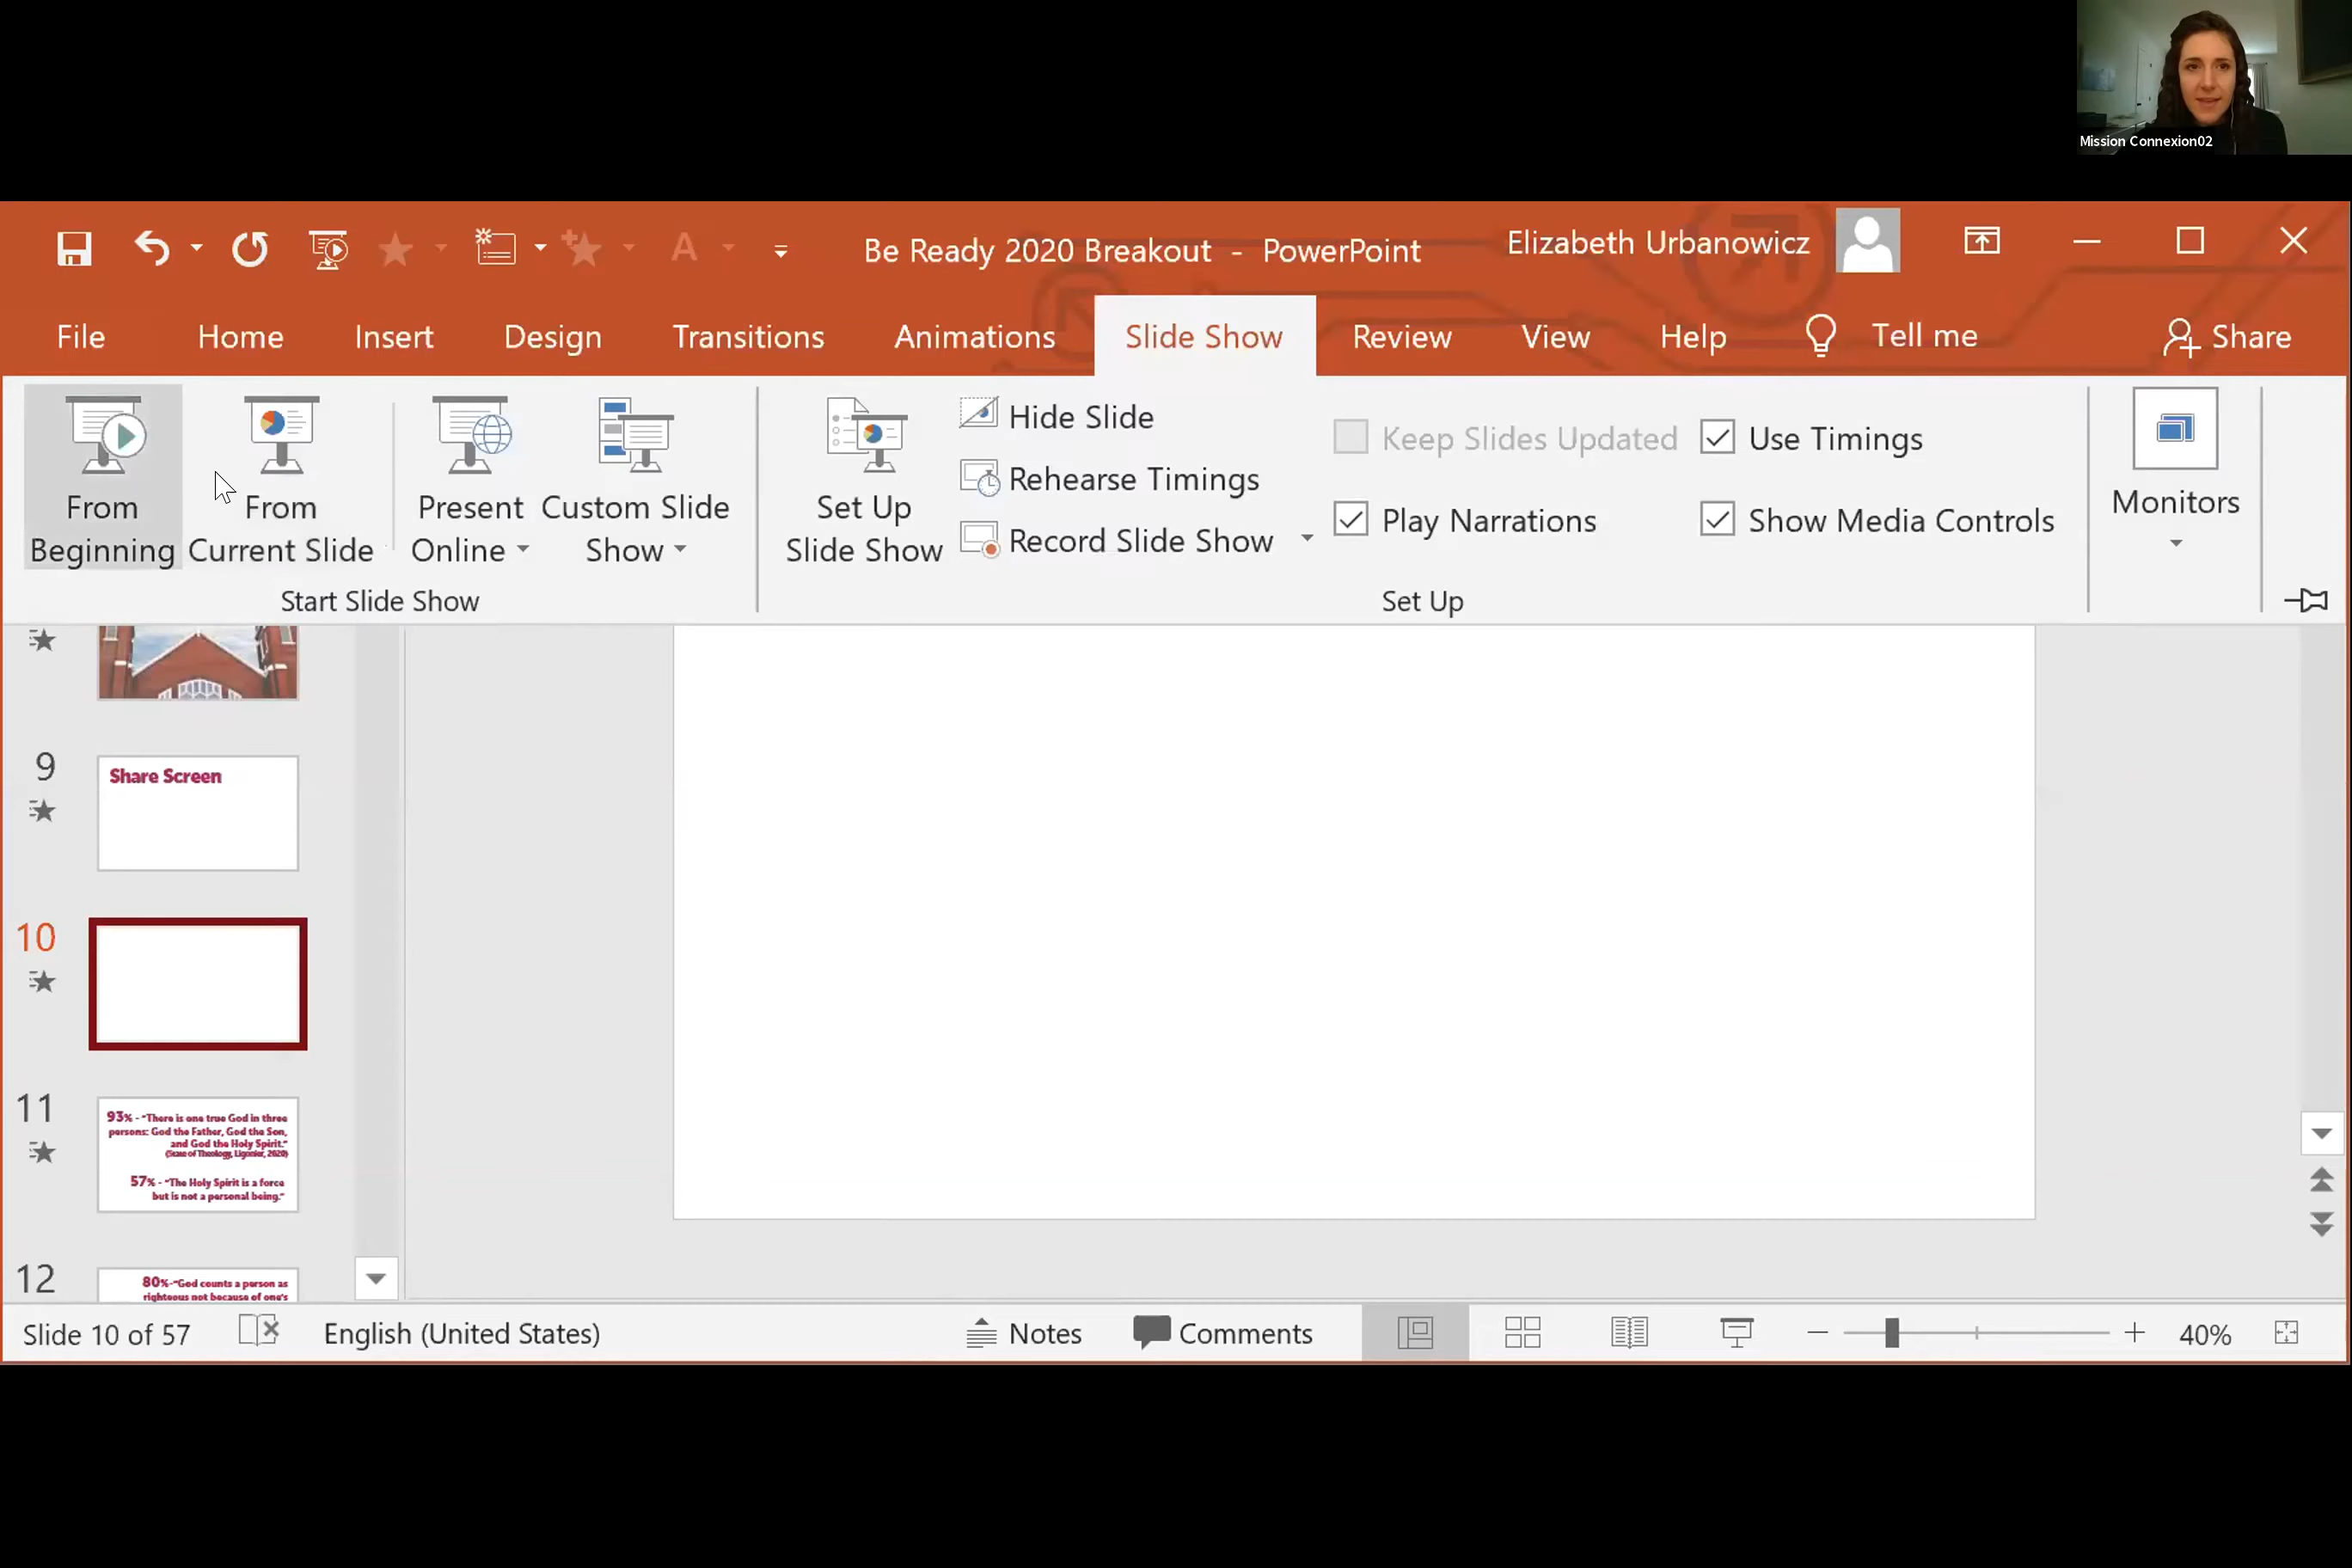 Mission Connexion02
Be Ready 2020 Breakout - PowerPoint
Elizabeth Urbanowicz
File Home Insert Design Transitions Animations Slide Show Review View Help Tell me Share
From Beginning
From Current Slide
Present Online
Custom Slide Show
Start Slide Show
Set Up Slide Show
Hide Slide
Rehearse Timings
Record Slide Show
Keep Slides Updated
Play Narrations
Use Timings
Show Media Controls
Set Up
Monitors
9
Share Screen
10
11
93% - "There is one true God in three
persons: God the Father, God the Son,
and God the Holy Spirit."
(State of Theology, Ligonier, 2020)
57% - "The Holy Spirit is a force
but is not a personal being."
12
80%-"God counts a person as
righteous not because of one's
Slide 10 of 57 English (United States) Notes Comments 40%